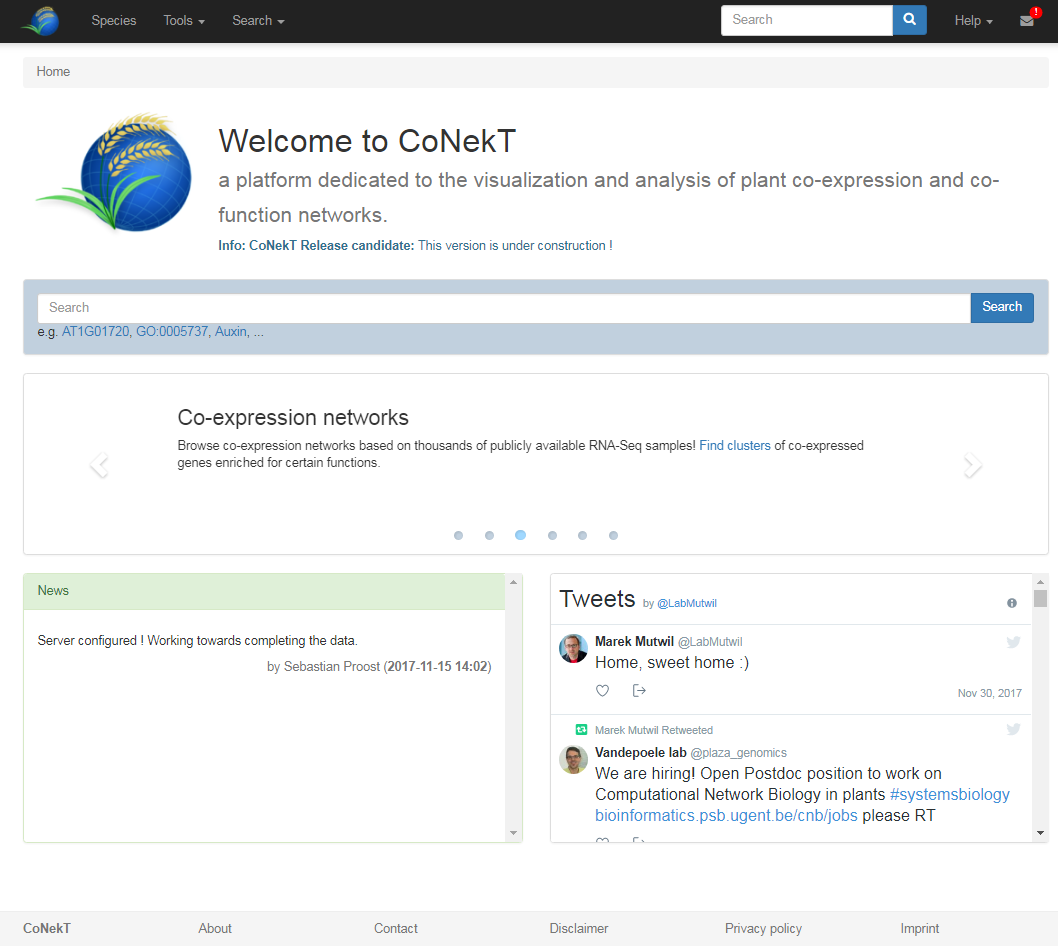 Species Tools Search Search Help !
Home
Welcome to CoNekT
a platform dedicated to the visualization and analysis of plant co-expression and co-
function networks.
Info: CoNekT Release candidate: This version is under construction !
Search Search
e.g. AT1G01720, GO:0005737, Auxin, ...
Co-expression networks
Browse co-expression networks based on thousands of publicly available RNA-Seq samples! Find clusters of co-expressed
genes enriched for certain functions.
News
Server configured ! Working towards completing the data.
by Sebastian Proost (2017-11-15 14:02)
Tweets by @LabMutwil
Marek Mutwil @LabMutwil
Home, sweet home :)
Nov 30, 2017
Marek Mutwil Retweeted
Vandepoele lab @plaza_genomics
We are hiring! Open Postdoc position to work on
Computational Network Biology in plants #systemsbiology
bioinformatics.psb.ugent.be/cnb/jobs please RT
CoNekT About Contact Disclaimer Privacy policy Imprint